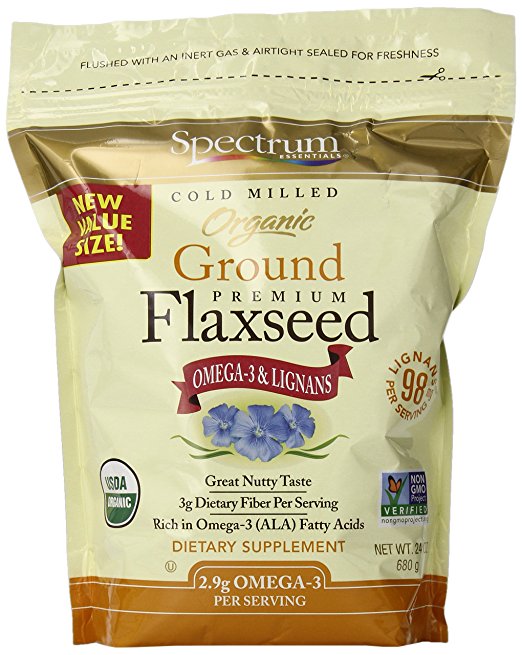 FLUSHED WITH AN INERT GAS & AIRTIGHT SEALED FOR FRESHNESS
Spectrum
ESSENTIALS®
COLD MILLED
NEW
VALUE
SIZE!
Organic
Ground
PREMIUM
Flaxseed
OMEGA-3 & LIGNANS
LIGNANS
98
PER SERVING
Great Nutty Taste
3g Dietary Fiber Per Serving
Rich in Omega-3 (ALA) Fatty Acids
USDA
ORGANIC
NON
GMO
Project
VERIFIED
nongmoproject
DIETARY SUPPLEMENT
NET WT. 24
680 g
U
2.9g OMEGA-3
PER SERVING